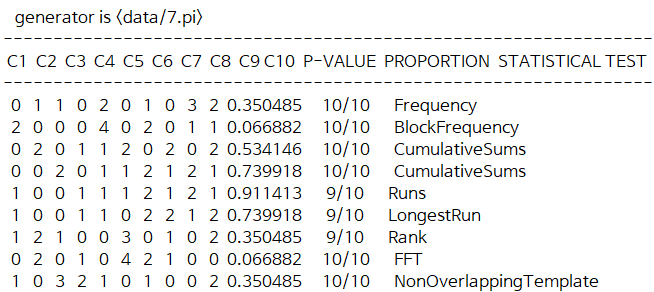 generator is ⟨data/7.pi⟩
--------------------------------------------------------------
C1 C2 C3 C4 C5 C6 C7 C8 C9 C10 P-VALUE PROPORTION STATISTICAL TEST
--------------------------------------------------------------
0 1 1 0 2 0 1 0 3 2 0.350485 10/10 Frequency
2 0 0 0 4 0 2 0 1 1 0.066882 10/10 BlockFrequency
0 2 0 1 1 2 0 2 0 2 0.534146 10/10 CumulativeSums
0 0 2 0 1 1 2 1 2 1 0.739918 10/10 CumulativeSums
1 0 0 1 1 1 2 1 2 1 0.911413 9/10 Runs
1 0 0 1 1 0 2 2 1 2 0.739918 9/10 LongestRun
1 2 1 0 0 3 0 1 0 2 0.350485 9/10 Rank
0 2 0 1 0 4 2 1 0 0 0.066882 10/10 FFT
1 0 3 2 1 0 1 0 0 2 0.350485 10/10 NonOverlappingTemplate